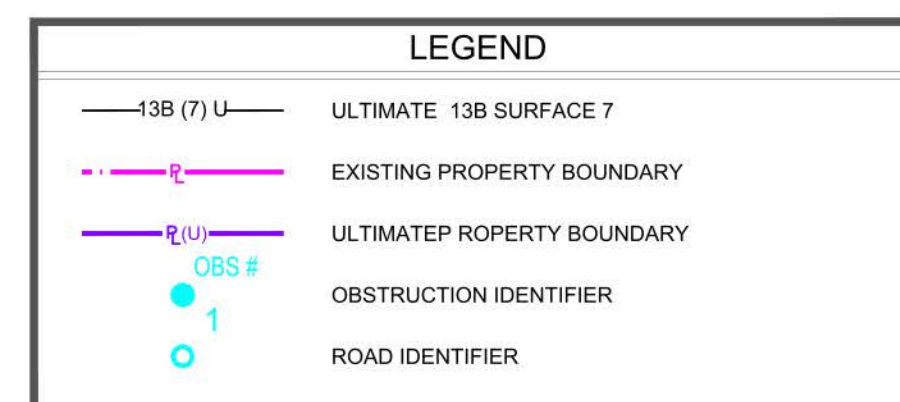 LEGEND
13B (7) U ULTIMATE 13B SURFACE 7
PL EXISTING PROPERTY BOUNDARY
PL(U) ULTIMATEP ROPERTY BOUNDARY
OBS #
OBSTRUCTION IDENTIFIER
1
ROAD IDENTIFIER